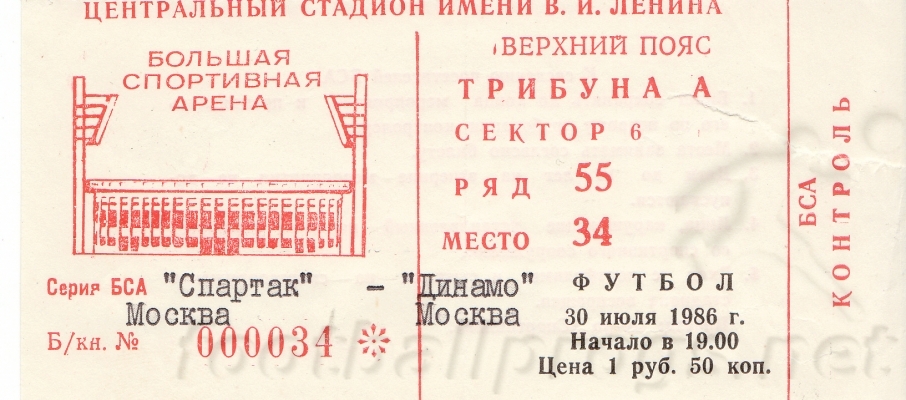 ЦЕНТРАЛЬНЫЙ СТАДИОН ИМЕНИ В. И. ЛЕНИНА
БОЛЬШАЯ
СПОРТИВНАЯ
АРЕНА
ВЕРХНИЙ ПОЯС
ТРИБУНА А
СЕКТОР 6
РЯД 55
МЕСТО 34
Серия БСА "Спартак" – "Динамо"
Москва Москва
Б/кн. № 000034
ФУТБОЛ
30 июля 1986 г.
Начало в 19.00
Цена 1 руб. 50 коп.
БСА
КОНТРОЛЬ